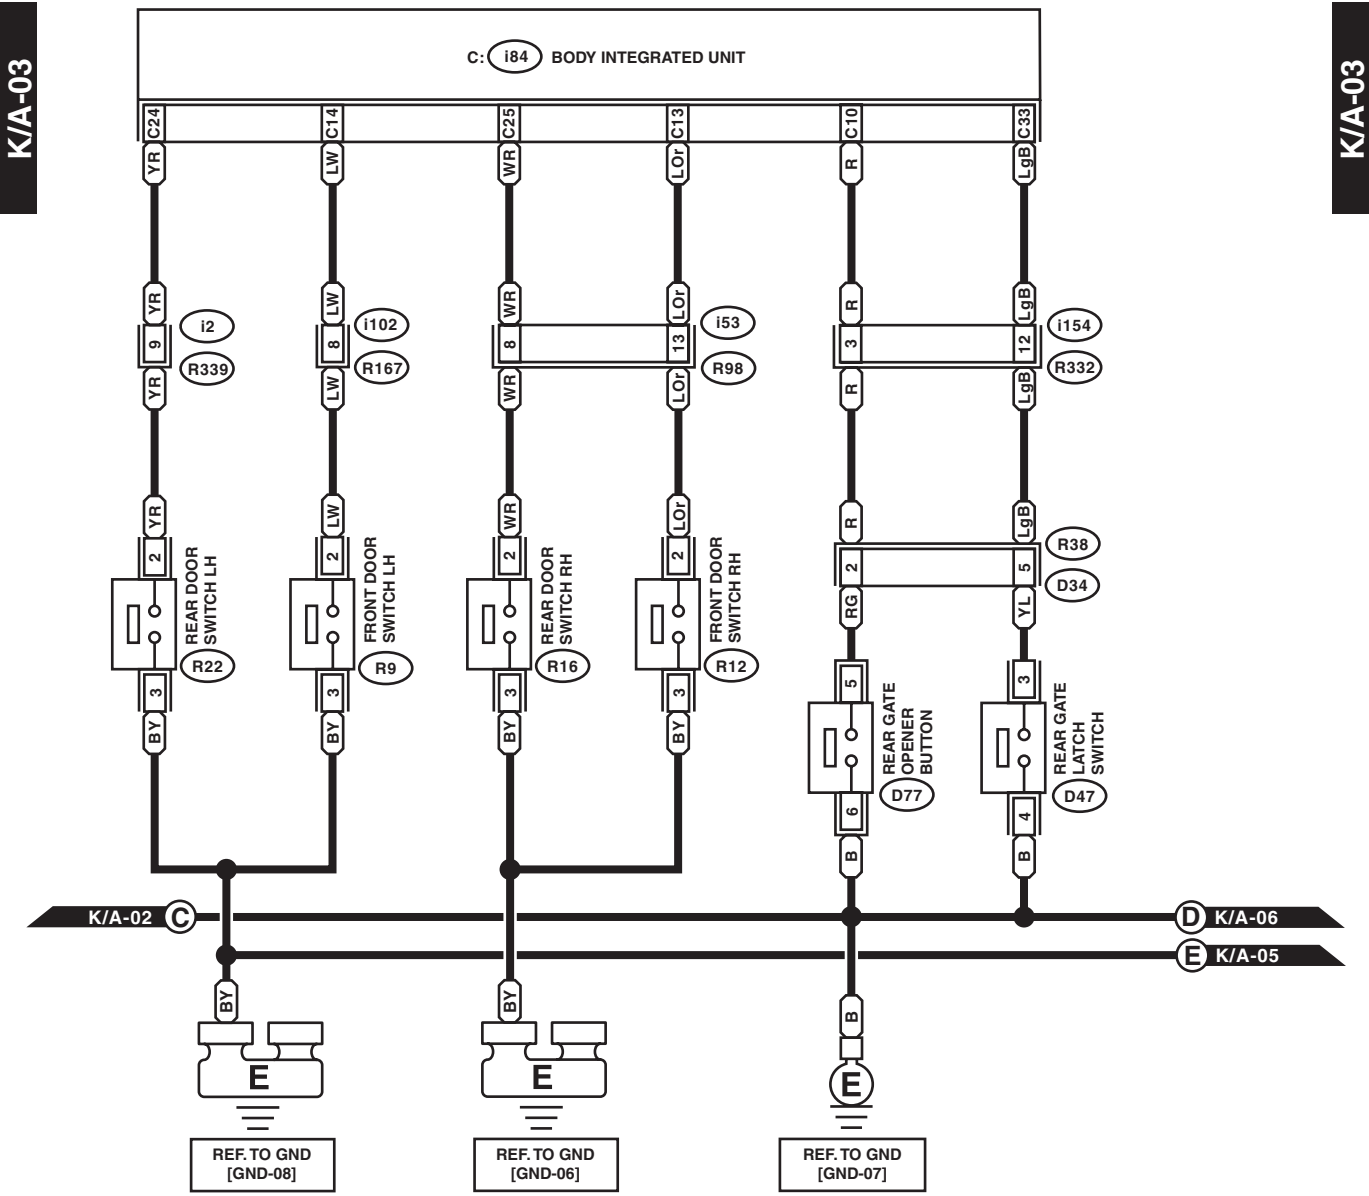 K/A-03
K/A-03
C: i84 BODY INTEGRATED UNIT
C24 C14 C25 C13 C10 C33
YR LW WR LOr R LgB
YR LW WR LOr R LgB
i2 i102 i53 i154
9 8 8 13 3 12
R339 R167 R98 R332
YR LW WR LOr R LgB
YR LW WR LOr R LgB
R38
2 2 2 2 2 5
D34
RG YL
REAR DOOR
SWITCH LH
FRONT DOOR
SWITCH LH
REAR DOOR
SWITCH RH
FRONT DOOR
SWITCH RH
R22 R9 R16 R12
3 3 3 3 5 3
BY BY BY BY
REAR GATE
OPENER
BUTTON
REAR GATE
LATCH
SWITCH
D77 D47
6 4
B B
K/A-02 C D K/A-06
E K/A-05
BY BY B
E E E
REF. TO GND
[GND-08]
REF. TO GND
[GND-06]
REF. TO GND
[GND-07]